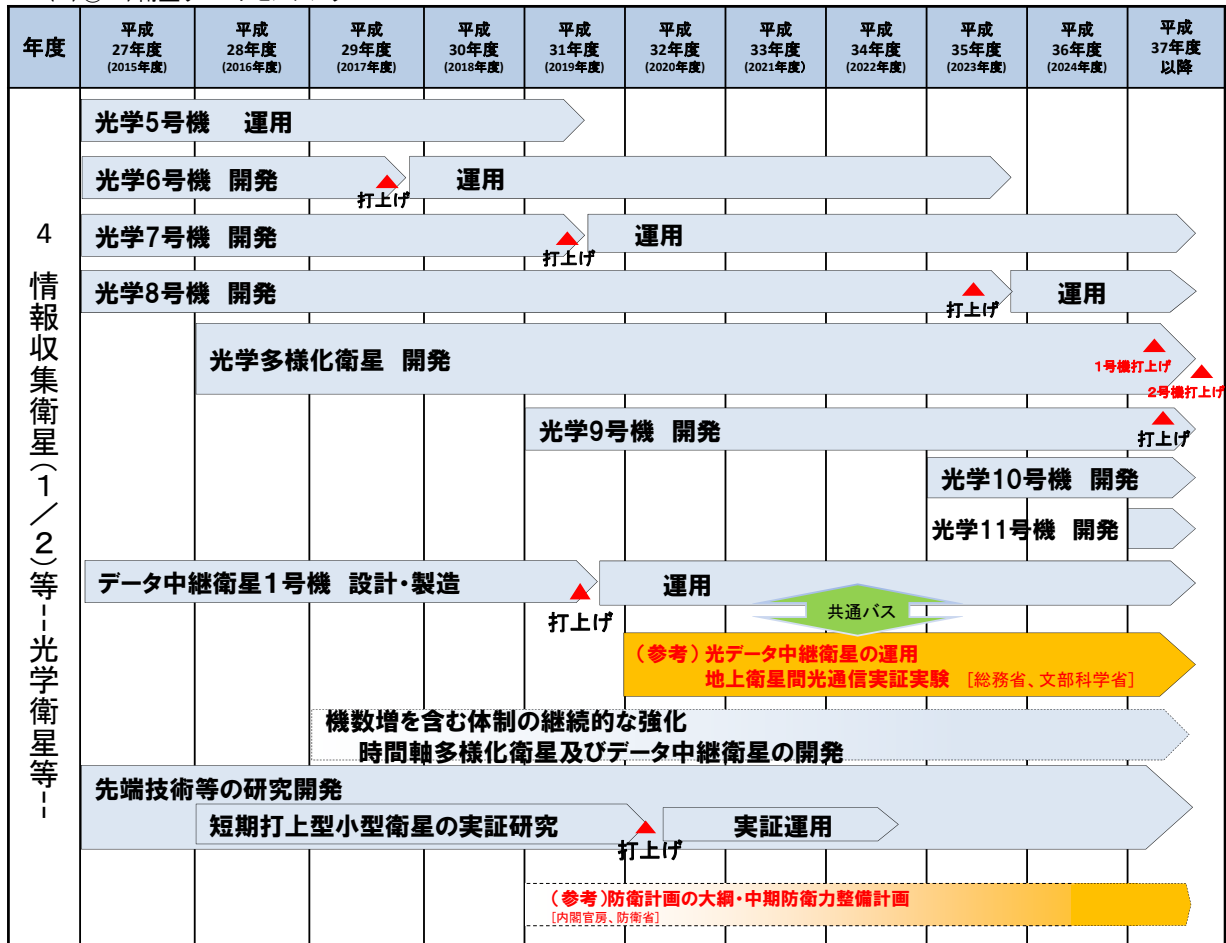 年度
平成
27年度
(2015年度)
平成
28年度
(2016年度)
平成
29年度
(2017年度)
平成
30年度
(2018年度)
平成
31年度
(2019年度)
平成
32年度
(2020年度)
平成
33年度
(2021年度)
平成
34年度
(2022年度)
平成
35年度
(2023年度)
平成
36年度
(2024年度)
平成
37年度
以降
4 情報収集衛星(1/2)等--光学衛星等--
光学5号機 運用
光学6号機 開発
打上げ
運用
光学7号機 開発
打上げ
運用
光学8号機 開発
打上げ
運用
光学多様化衛星 開発
1号機打上げ
2号機打上げ
光学9号機 開発
打上げ
光学10号機 開発
光学11号機 開発
データ中継衛星1号機 設計・製造
打上げ
運用
共通バス
(参考)光データ中継衛星の運用
地上衛星間光通信実証実験 [総務省、文部科学省]
機数増を含む体制の継続的な強化
時間軸多様化衛星及びデータ中継衛星の開発
先端技術等の研究開発
短期打上型小型衛星の実証研究
打上げ
実証運用
(参考)防衛計画の大綱・中期防衛力整備計画
[内閣官房、防衛省]